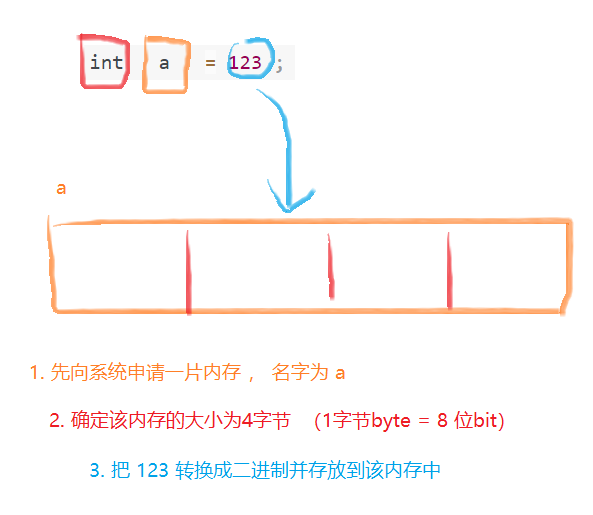 int a = 123 ;
a
1. 先向系统申请一片内存 ， 名字为 a
2. 确定该内存的大小为4字节 （1字节byte = 8 位bit）
3. 把 123 转换成二进制并存放到该内存中